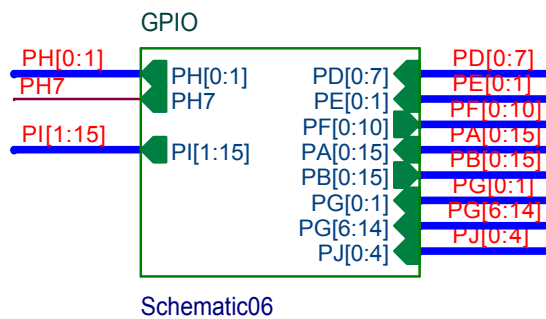 GPIO
PH[0:1]
PH7
PI[1:15]
PH[0:1]
PH7
PI[1:15]
PD[0:7]
PE[0:1]
PF[0:10]
PA[0:15]
PB[0:15]
PG[0:1]
PG[6:14]
PJ[0:4]
PD[0:7]
PE[0:1]
PF[0:10]
PA[0:15]
PB[0:15]
PG[0:1]
PG[6:14]
PJ[0:4]
Schematic06